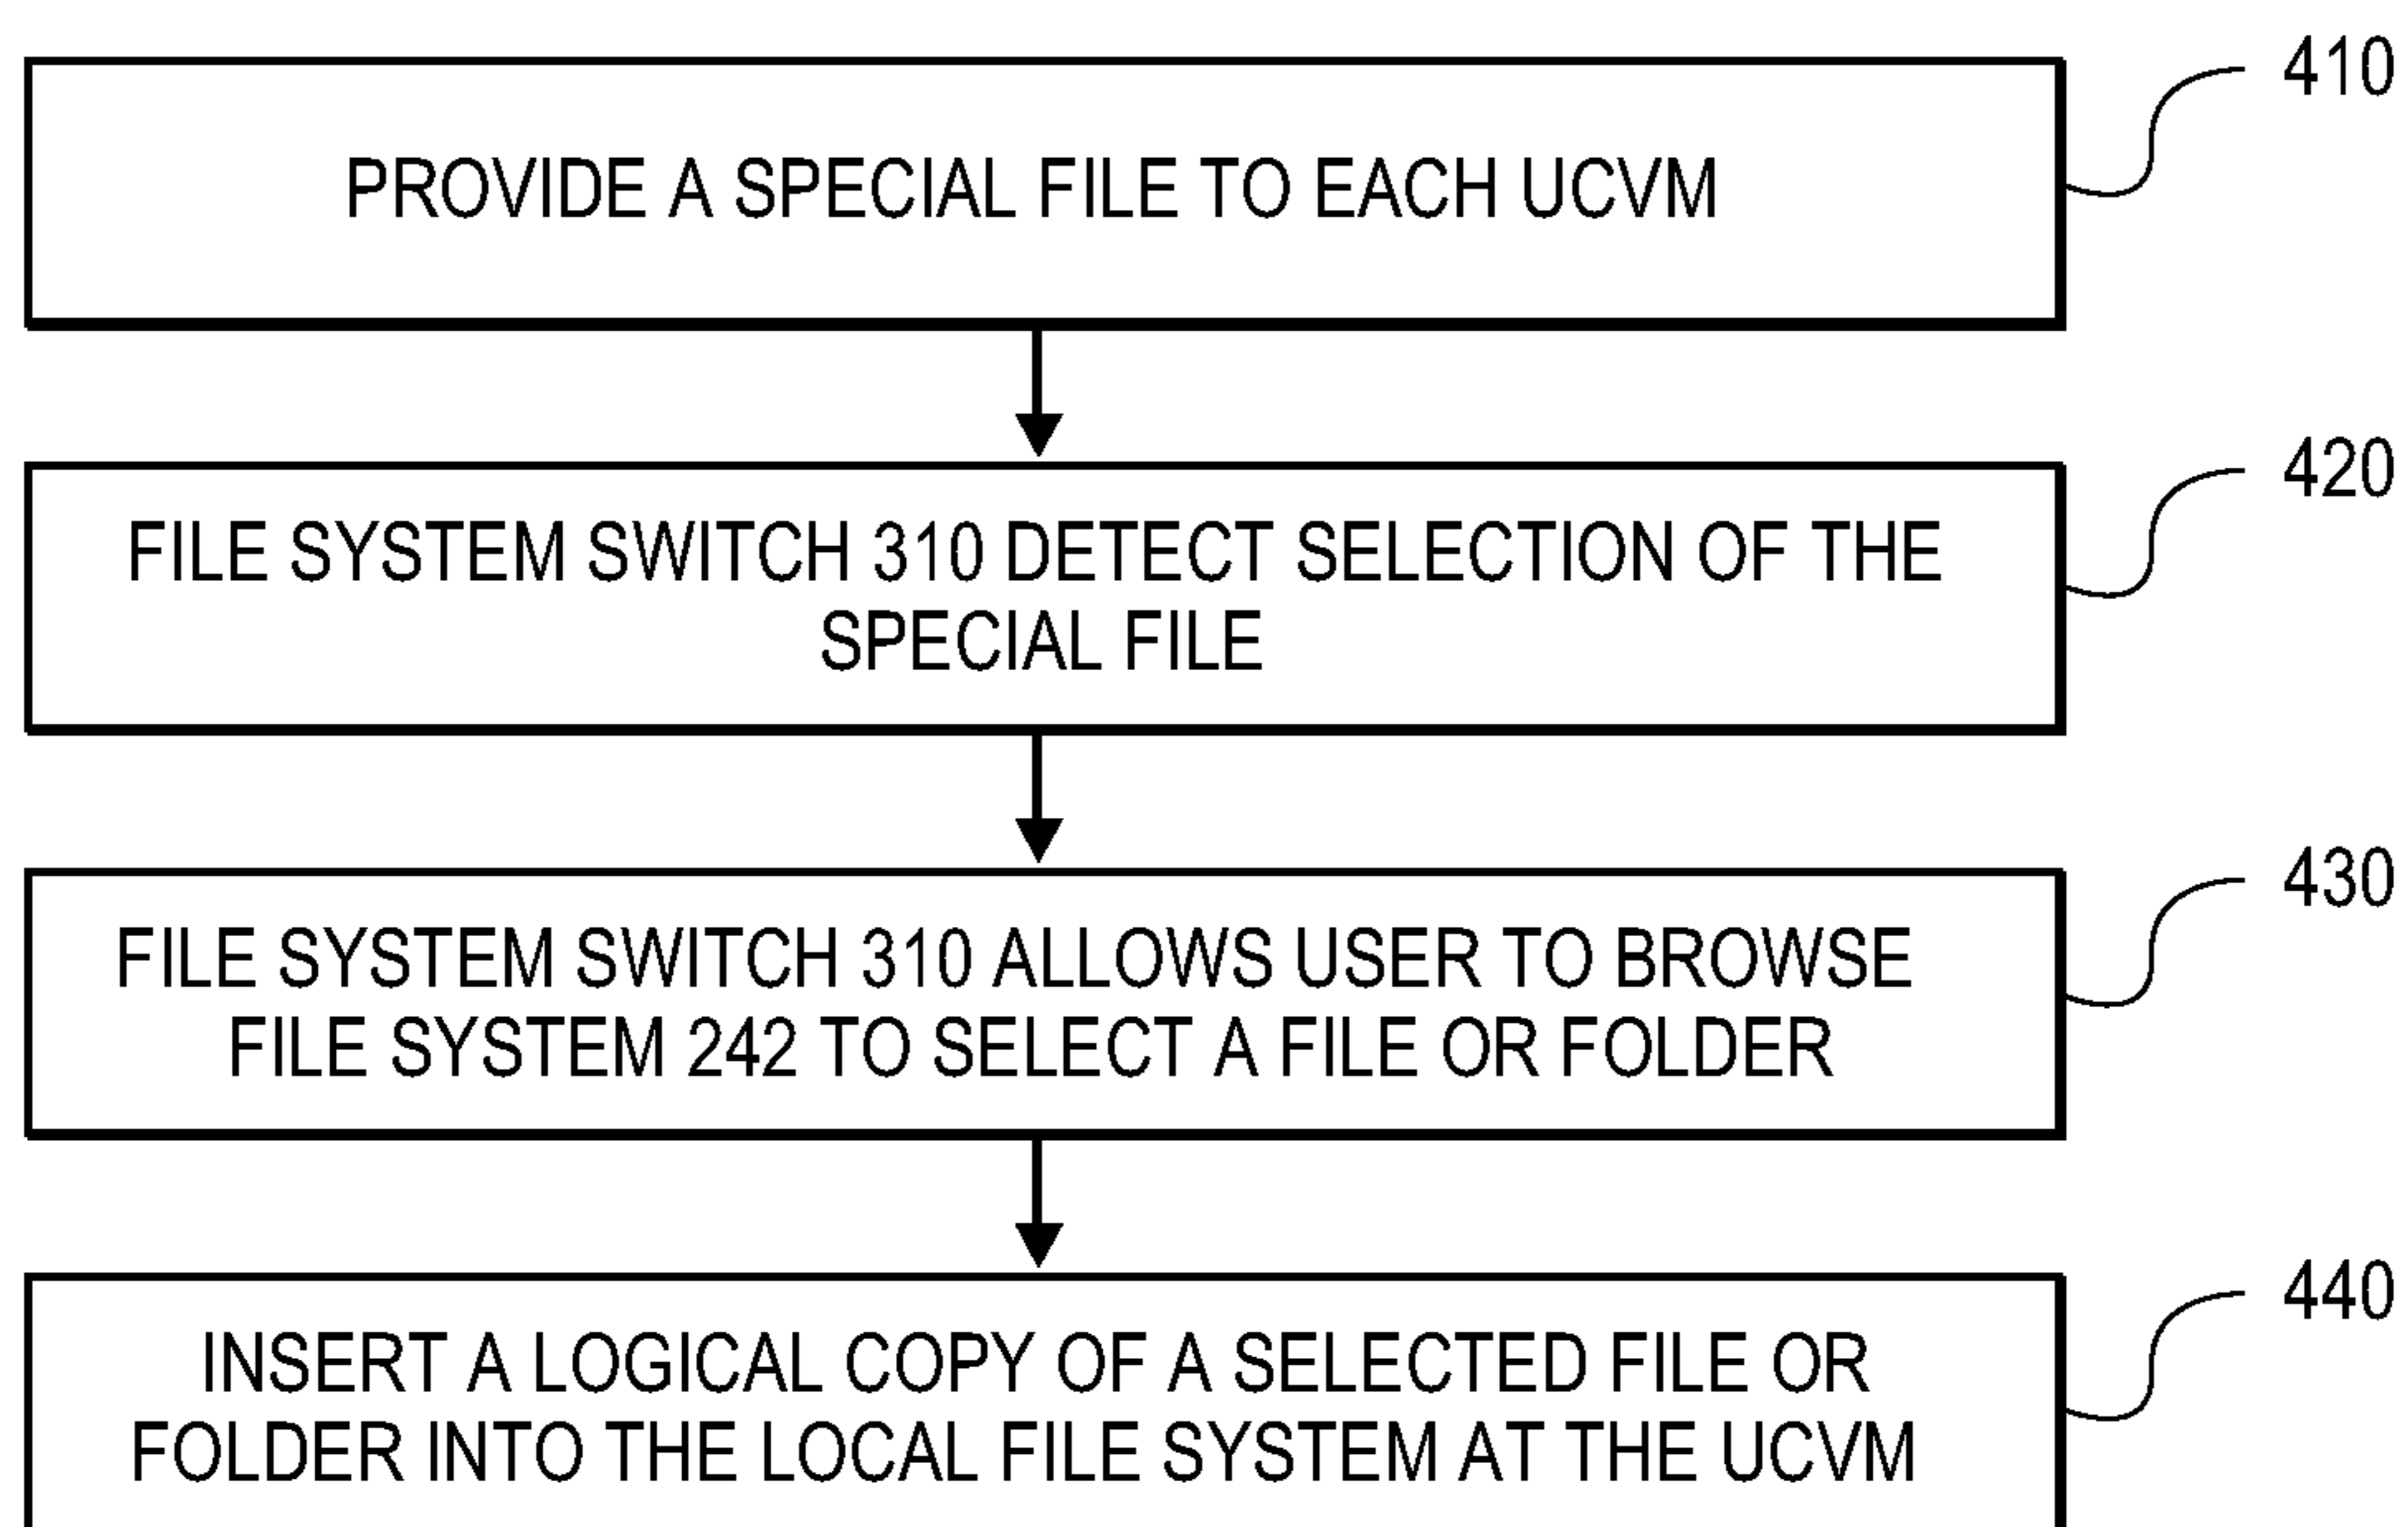 410
PROVIDE A SPECIAL FILE TO EACH UCVM
420
FILE SYSTEM SWITCH 310 DETECT SELECTION OF THE
SPECIAL FILE
430
FILE SYSTEM SWITCH 310 ALLOWS USER TO BROWSE
FILE SYSTEM 242 TO SELECT A FILE OR FOLDER
440
INSERT A LOGICAL COPY OF A SELECTED FILE OR
FOLDER INTO THE LOCAL FILE SYSTEM AT THE UCVM